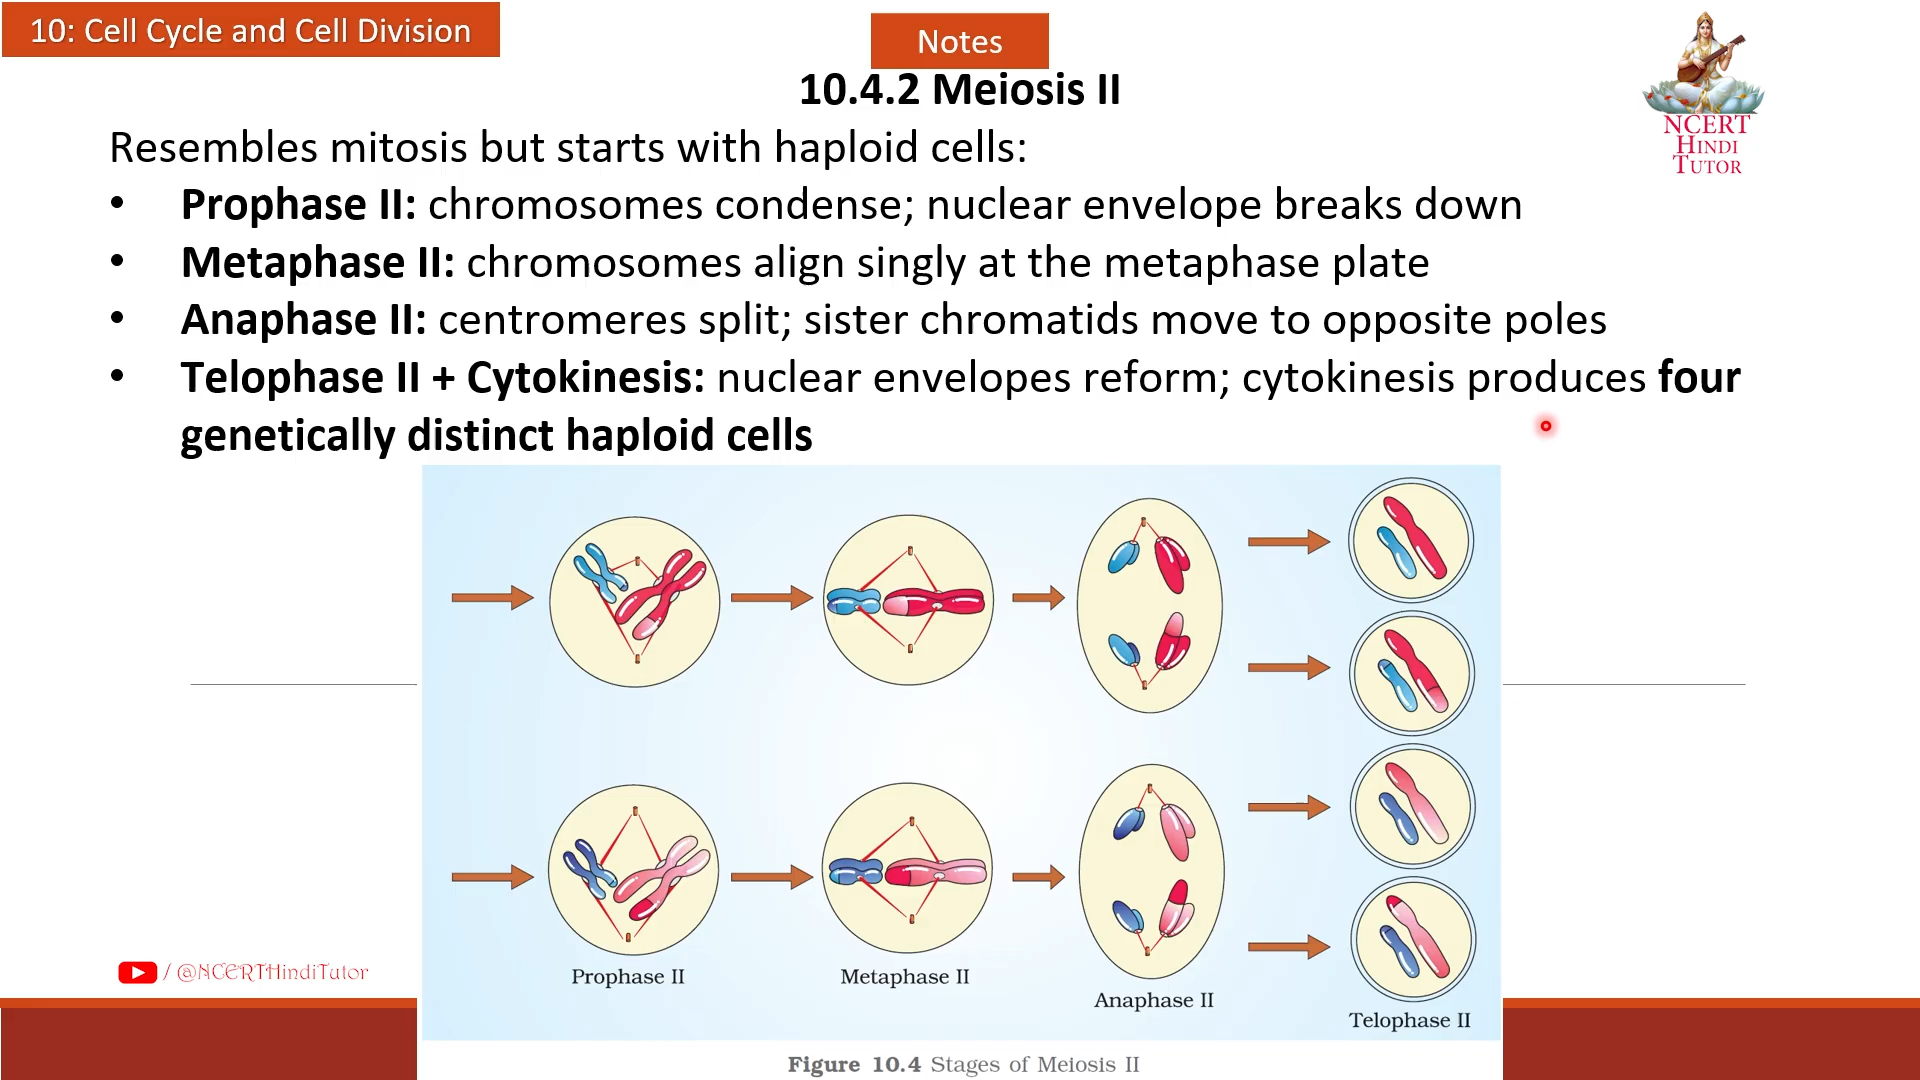 10: Cell Cycle and Cell Division
Notes
10.4.2 Meiosis II
NCERT
HINDI
TUTOR
Resembles mitosis but starts with haploid cells:
• Prophase II: chromosomes condense; nuclear envelope breaks down
• Metaphase II: chromosomes align singly at the metaphase plate
• Anaphase II: centromeres split; sister chromatids move to opposite poles
• Telophase II + Cytokinesis: nuclear envelopes reform; cytokinesis produces four
genetically distinct haploid cells
Prophase II
Metaphase II
Anaphase II
Telophase II
/ @NCERTHindiTutor
Figure 10.4 Stages of Meiosis II